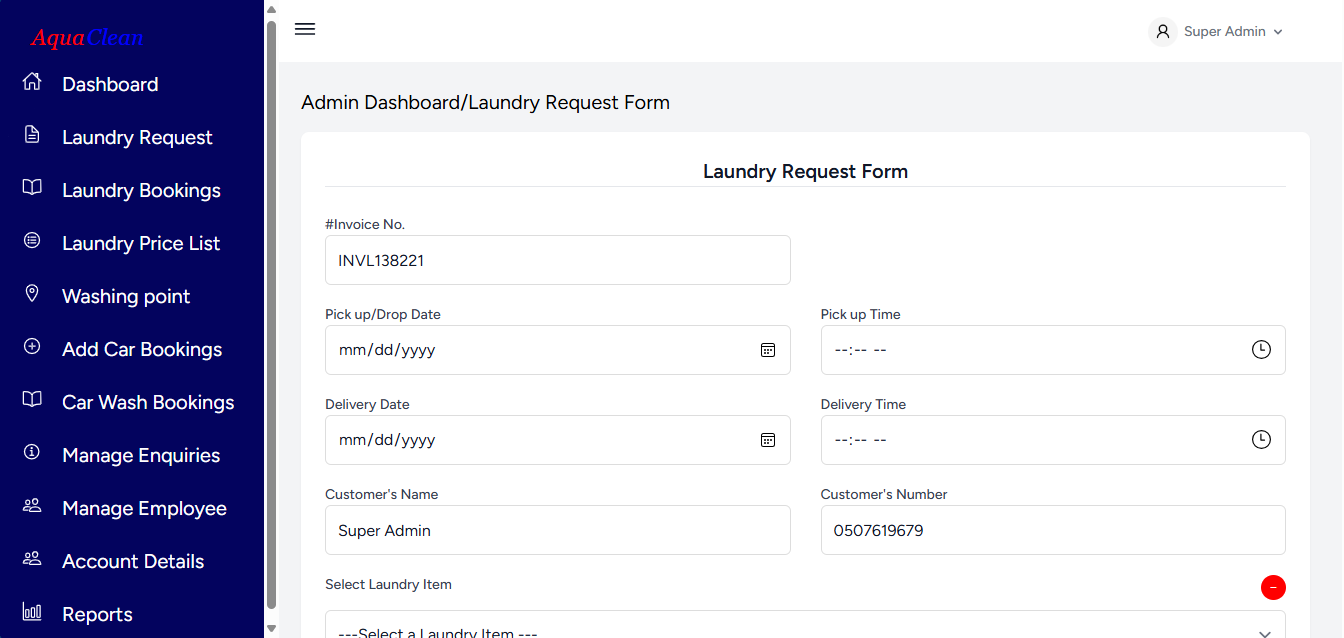 AquaClean
Dashboard
Laundry Request
Laundry Bookings
Laundry Price List
Washing point
Add Car Bookings
Car Wash Bookings
Manage Enquiries
Manage Employee
Account Details
Reports
Super Admin
Admin Dashboard/Laundry Request Form
Laundry Request Form
#Invoice No.
INVL138221
Pick up/Drop Date
Pick up Time
mm/dd/yyyy
--:-- --
Delivery Date
Delivery Time
mm/dd/yyyy
--:-- --
Customer's Name
Customer's Number
Super Admin
0507619679
Select Laundry Item
---Select a Laundry Item ---